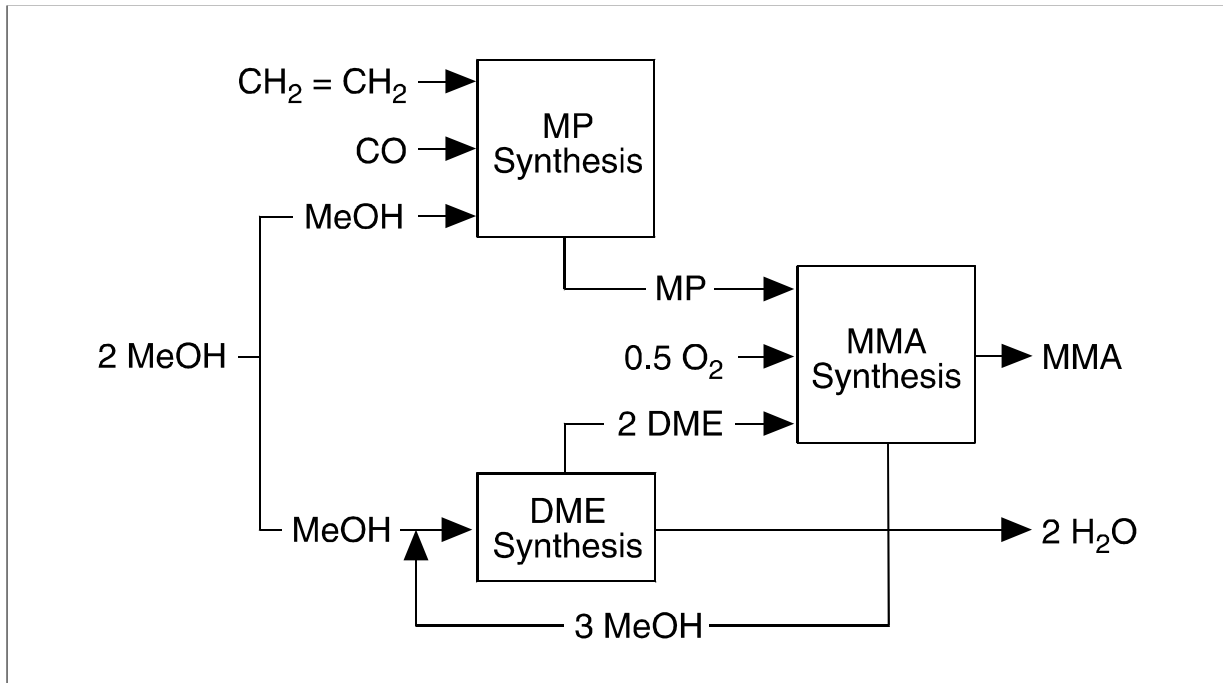 CH₂ = CH₂
CO
MeOH
MP
Synthesis
2 MeOH
MP
0.5 O₂
2 DME
MMA
Synthesis
MMA
MeOH
DME
Synthesis
2 H₂O
3 MeOH